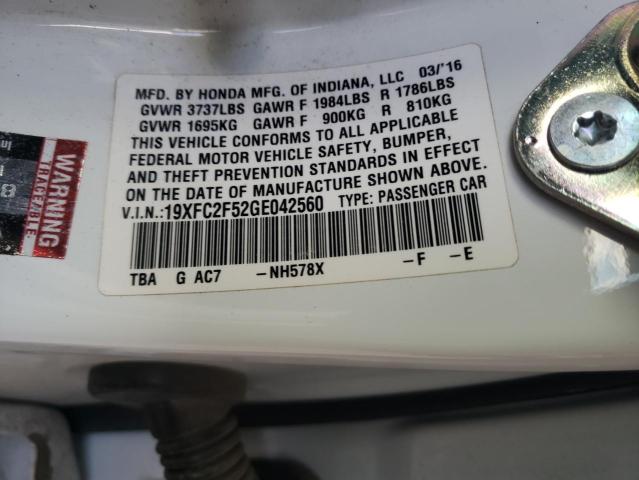 MFD. BY HONDA MFG. OF INDIANA, LLC 03/'16
GVWR 3737LBS GAWR F 1984LBS R 1786LBS
GVWR 1695KG GAWR F 900KG R 810KG
THIS VEHICLE CONFORMS TO ALL APPLICABLE
FEDERAL MOTOR VEHICLE SAFETY, BUMPER,
AND THEFT PREVENTION STANDARDS IN EFFECT
ON THE DATE OF MANUFACTURE SHOWN ABOVE.
V.I.N.:19XFC2F52GE042560 TYPE: PASSENGER CAR
TBA G AC7 -NH578X -F -E
WARNING
TRACEABLE